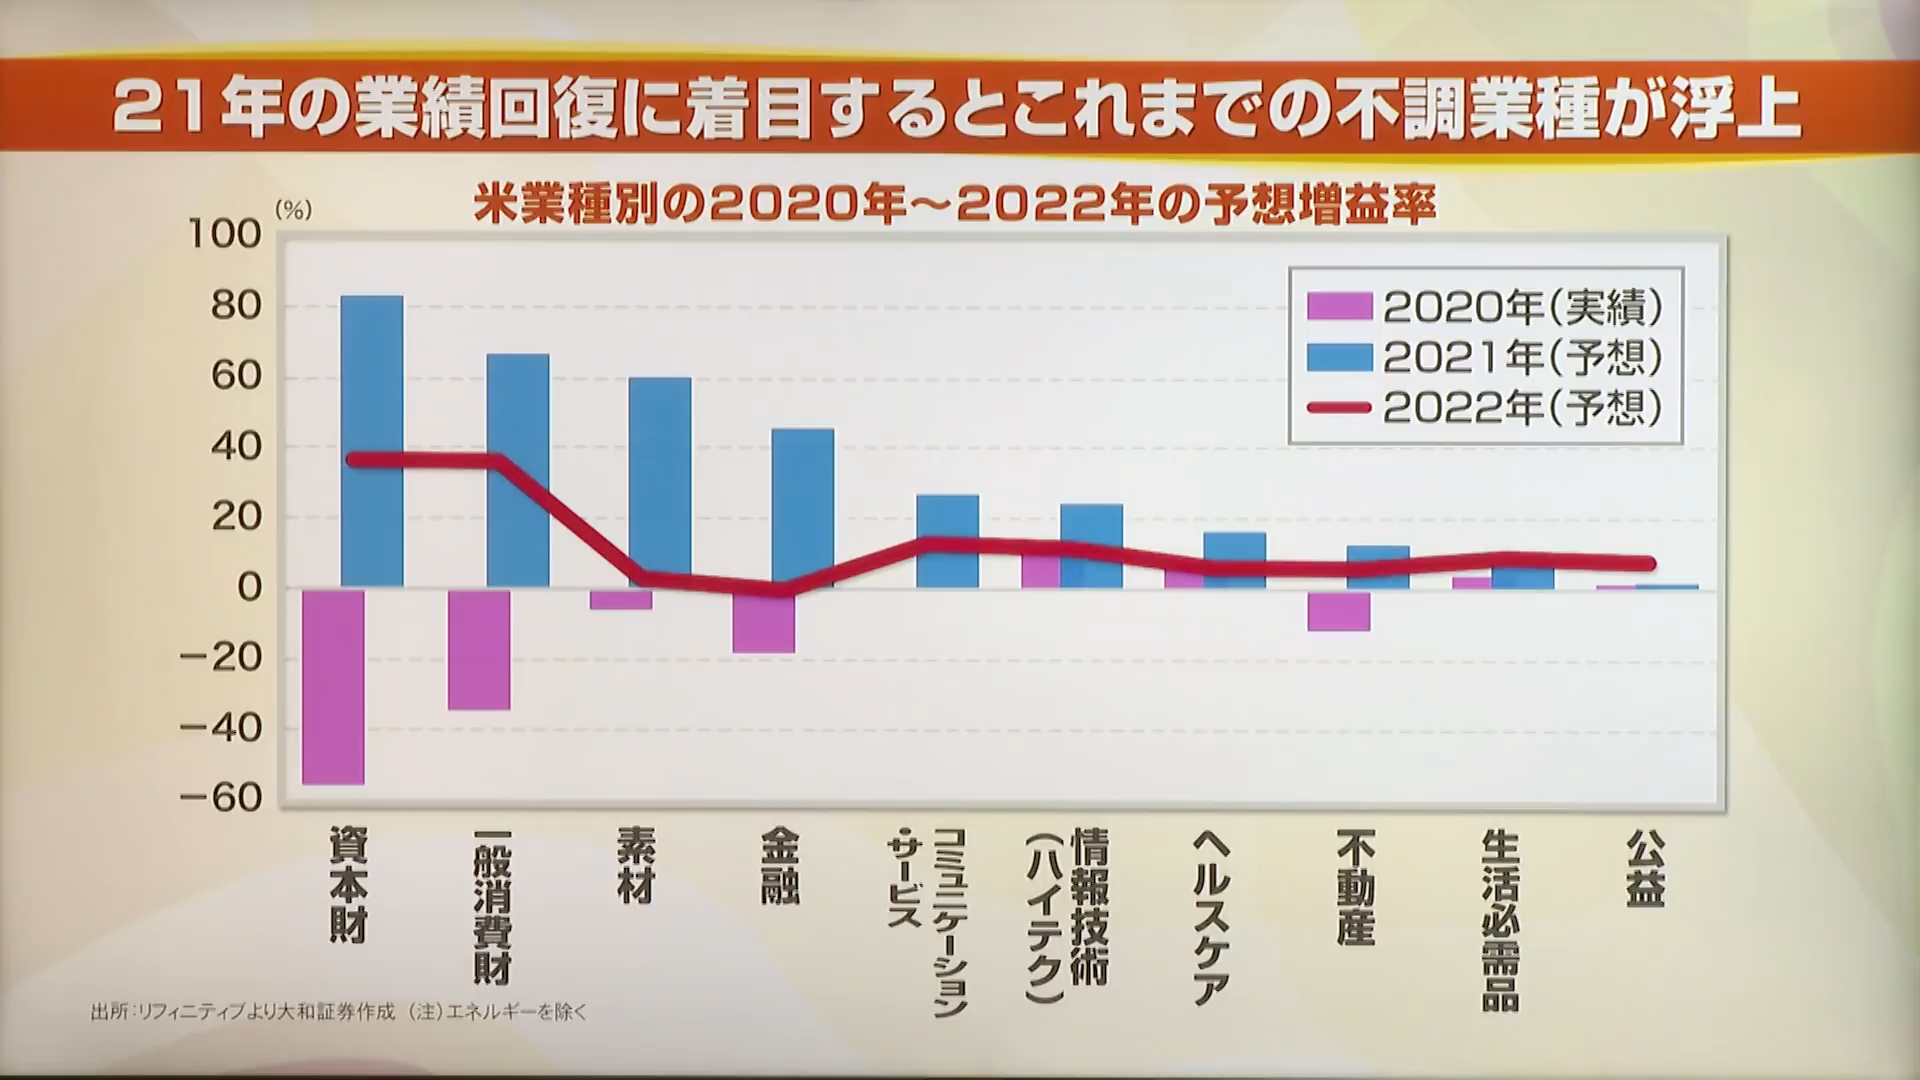 21年の業績回復に着目するとこれまでの不調業種が浮上
米業種別の2020年～2022年の予想増益率
(%)
100
80
60
40
20
0
−20
−40
−60
2020年(実績)
2021年(予想)
2022年(予想)
資本財
一般消費財
素材
金融
コミュニケーション
・サービス
情報技術
(ハイテク)
ヘルスケア
不動産
生活必需品
公益
出所:リフィニティブより大和証券作成 (注)エネルギーを除く